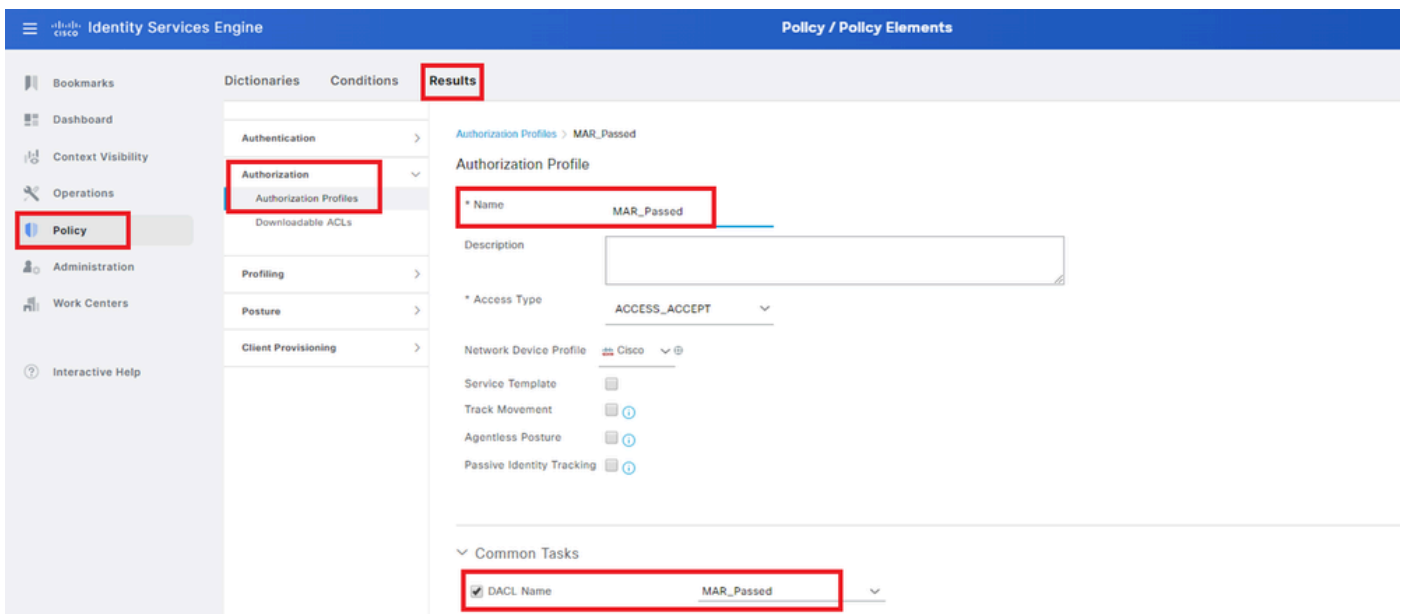 cisco Identity Services Engine
Policy / Policy Elements
Bookmarks
Dashboard
Context Visibility
Operations
Policy
Administration
Work Centers
Interactive Help
Dictionaries Conditions Results
Authentication
Authorization
Authorization Profiles
Downloadable ACLs
Profiling
Posture
Client Provisioning
Authorization Profiles > MAR_Passed
Authorization Profile
* Name MAR_Passed
Description
* Access Type ACCESS_ACCEPT
Network Device Profile Cisco
Service Template
Track Movement
Agentless Posture
Passive Identity Tracking
Common Tasks
DACL Name MAR_Passed